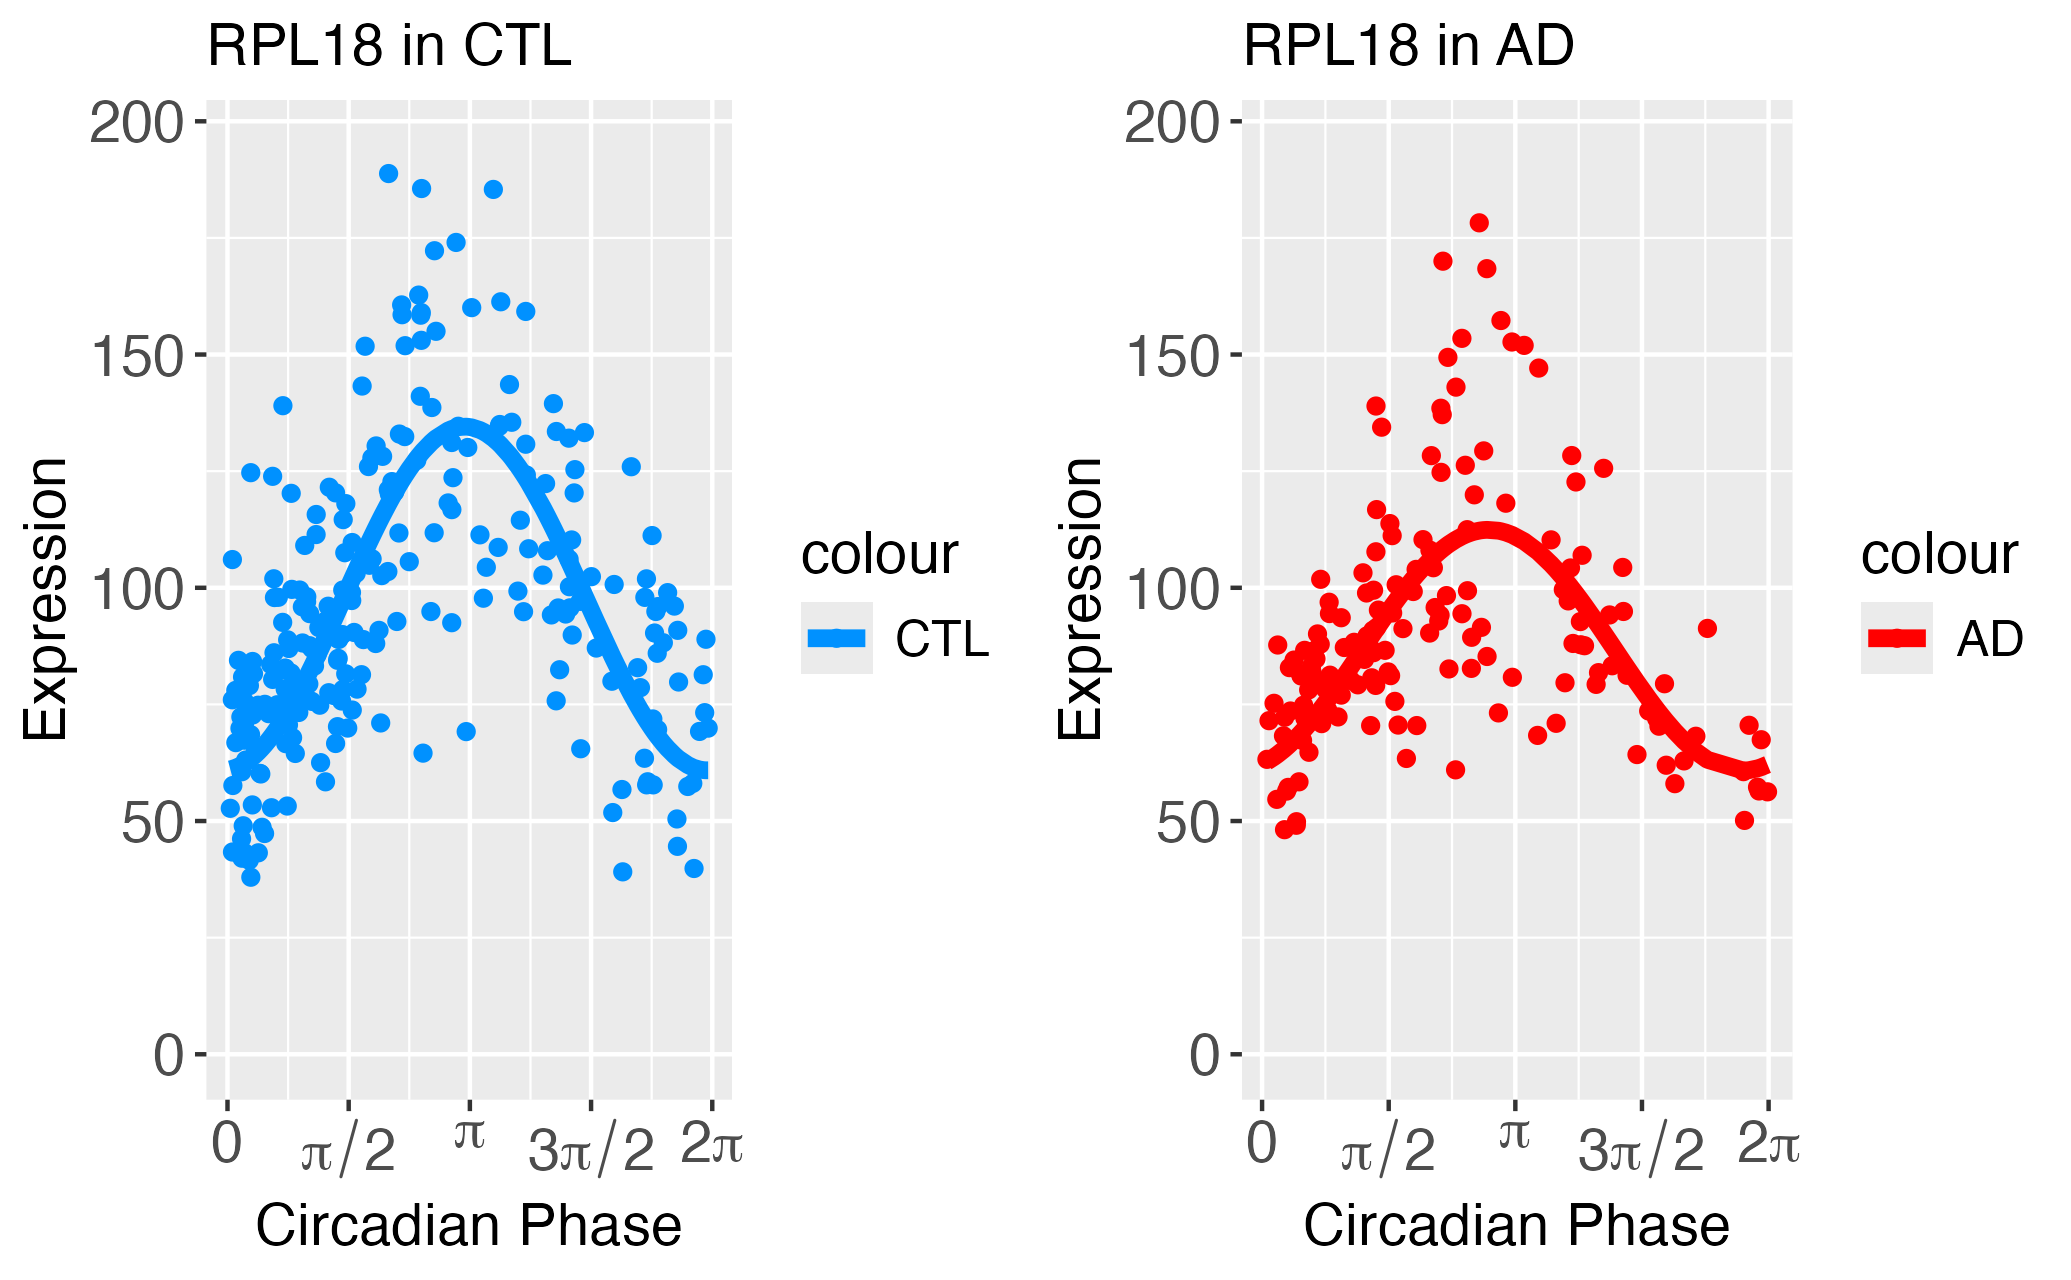 RPL18 in CTL
200
150
100
50
0
Expression
0 π/2 π 3π/2 2π
Circadian Phase
colour
CTL
RPL18 in AD
200
150
100
50
0
Expression
0 π/2 π 3π/2 2π
Circadian Phase
colour
AD